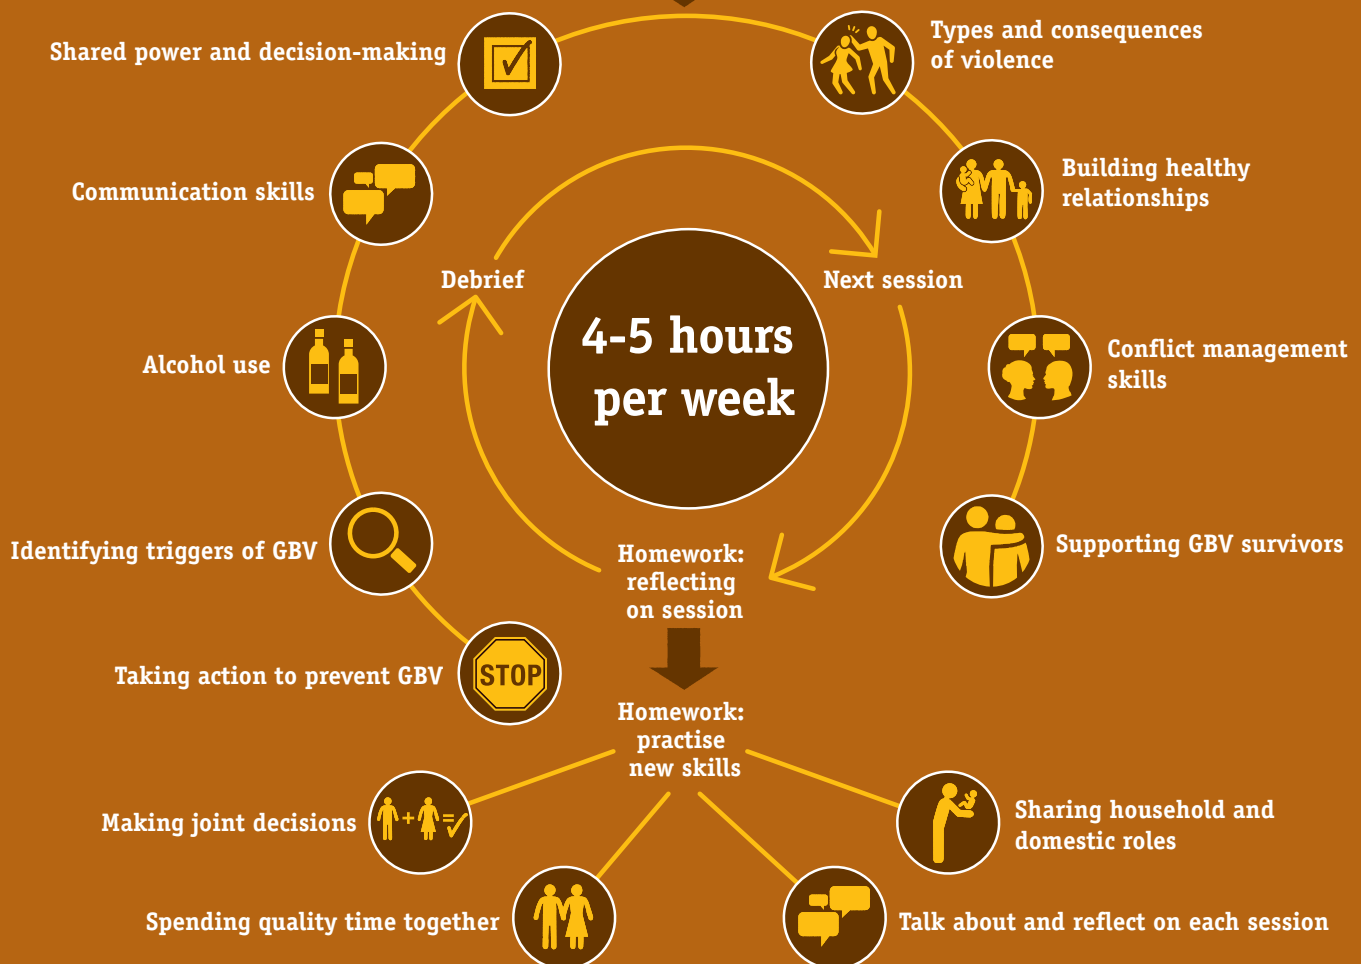 Shared power and decision-making
Types and consequences
of violence
Communication skills
Building healthy
relationships
Debrief
Next session
4-5 hours
per week
Alcohol use
Conflict management
skills
Identifying triggers of GBV
Homework:
reflecting
on session
Supporting GBV survivors
Taking action to prevent GBV
STOP
Homework:
practise
new skills
Making joint decisions
Sharing household and
domestic roles
Spending quality time together
Talk about and reflect on each session